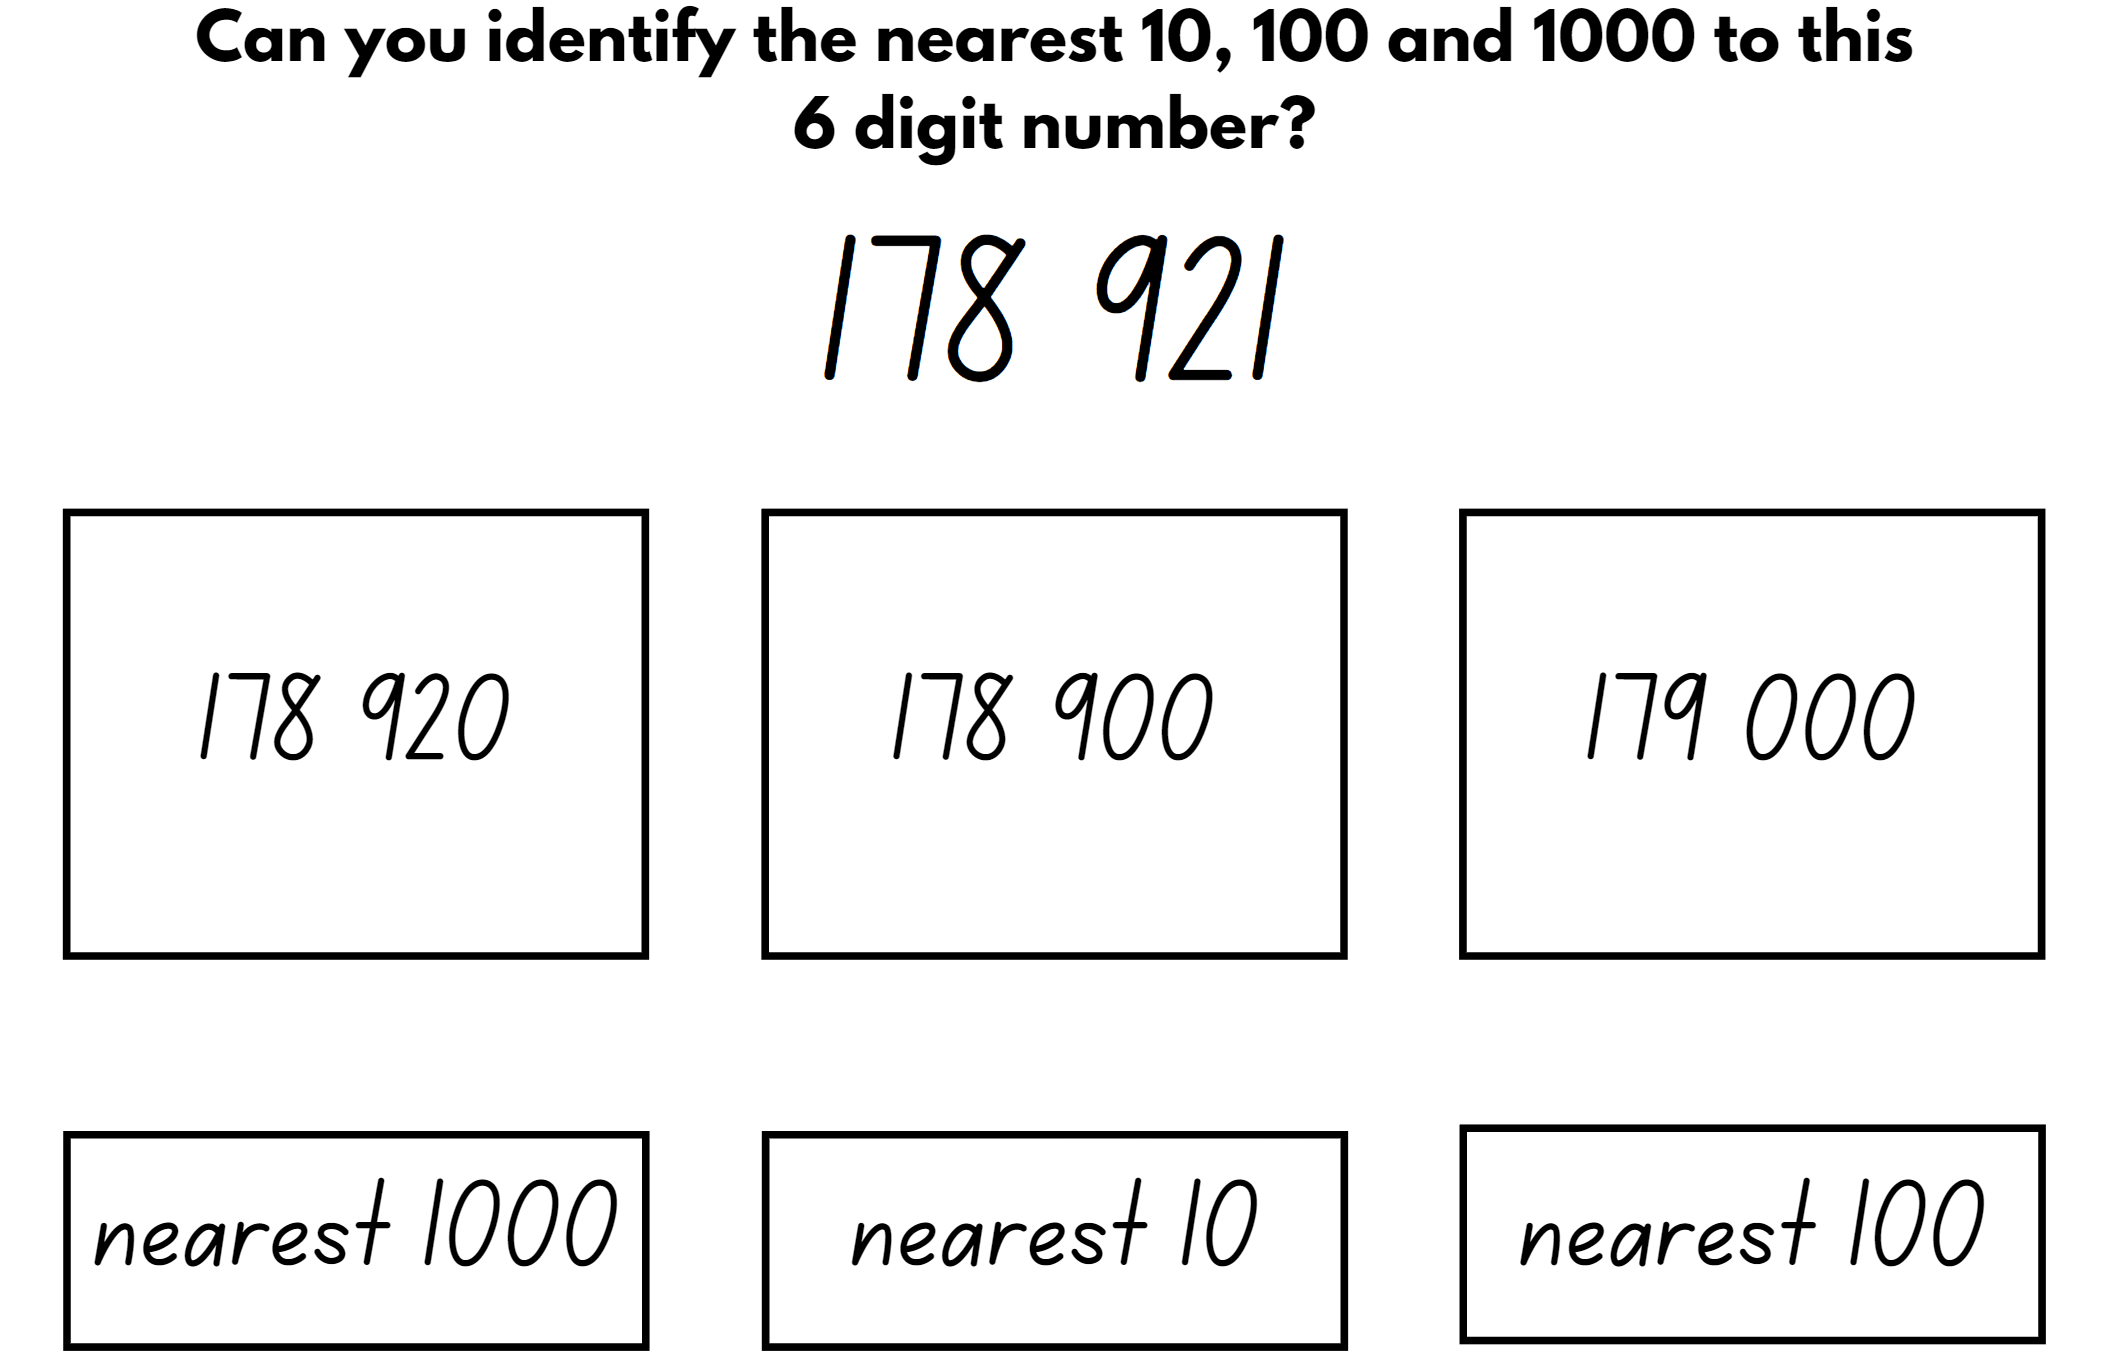 Can you identify the nearest 10, 100 and 1000 to this
6 digit number?
178 921
178 920
178 900
179 000
nearest 1000
nearest 10
nearest 100